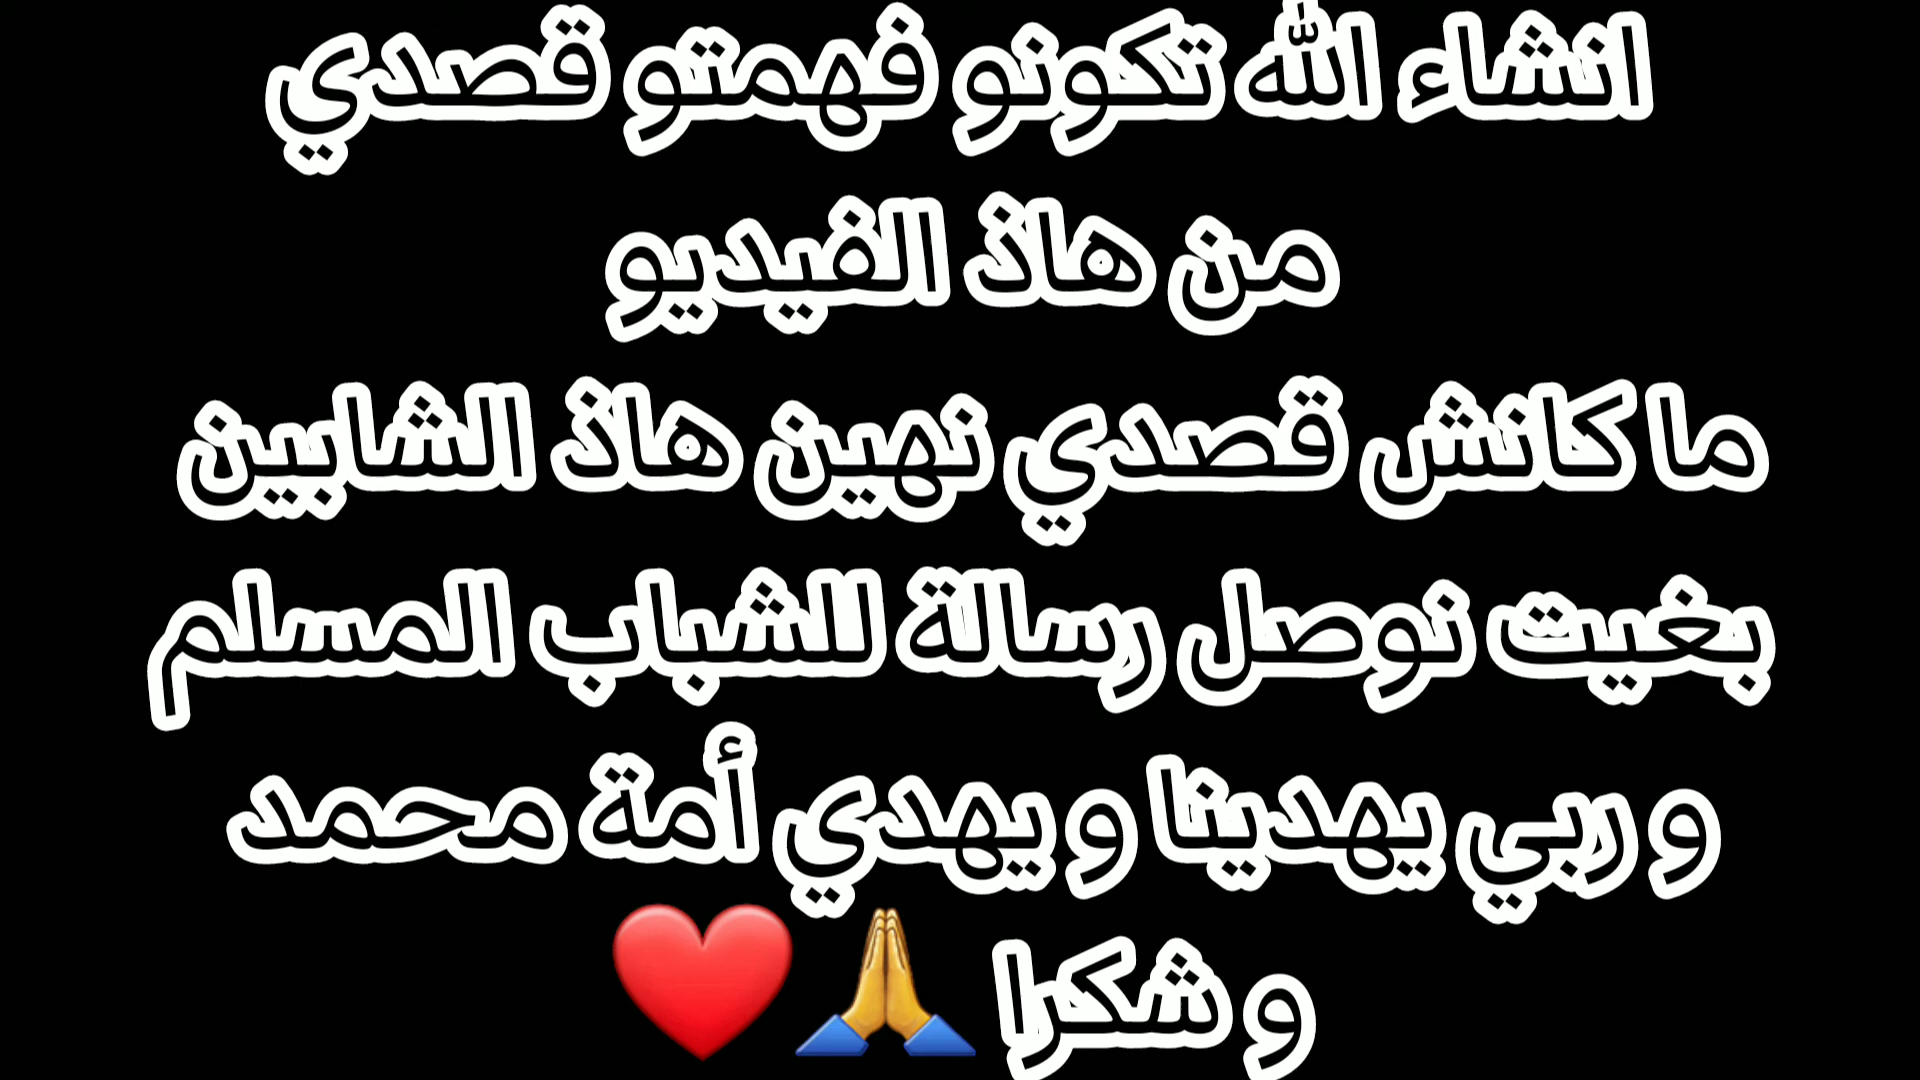 انشاء الله تكونو فهمتو قصدي
من هاذ الفيديو
ما كانش قصدي نهين هاذ الشابين
بغيت نوصل رسالة للشباب المسلم
و ربي يهدينا و يهدي أمة محمد
و شكرا 🙏❤️